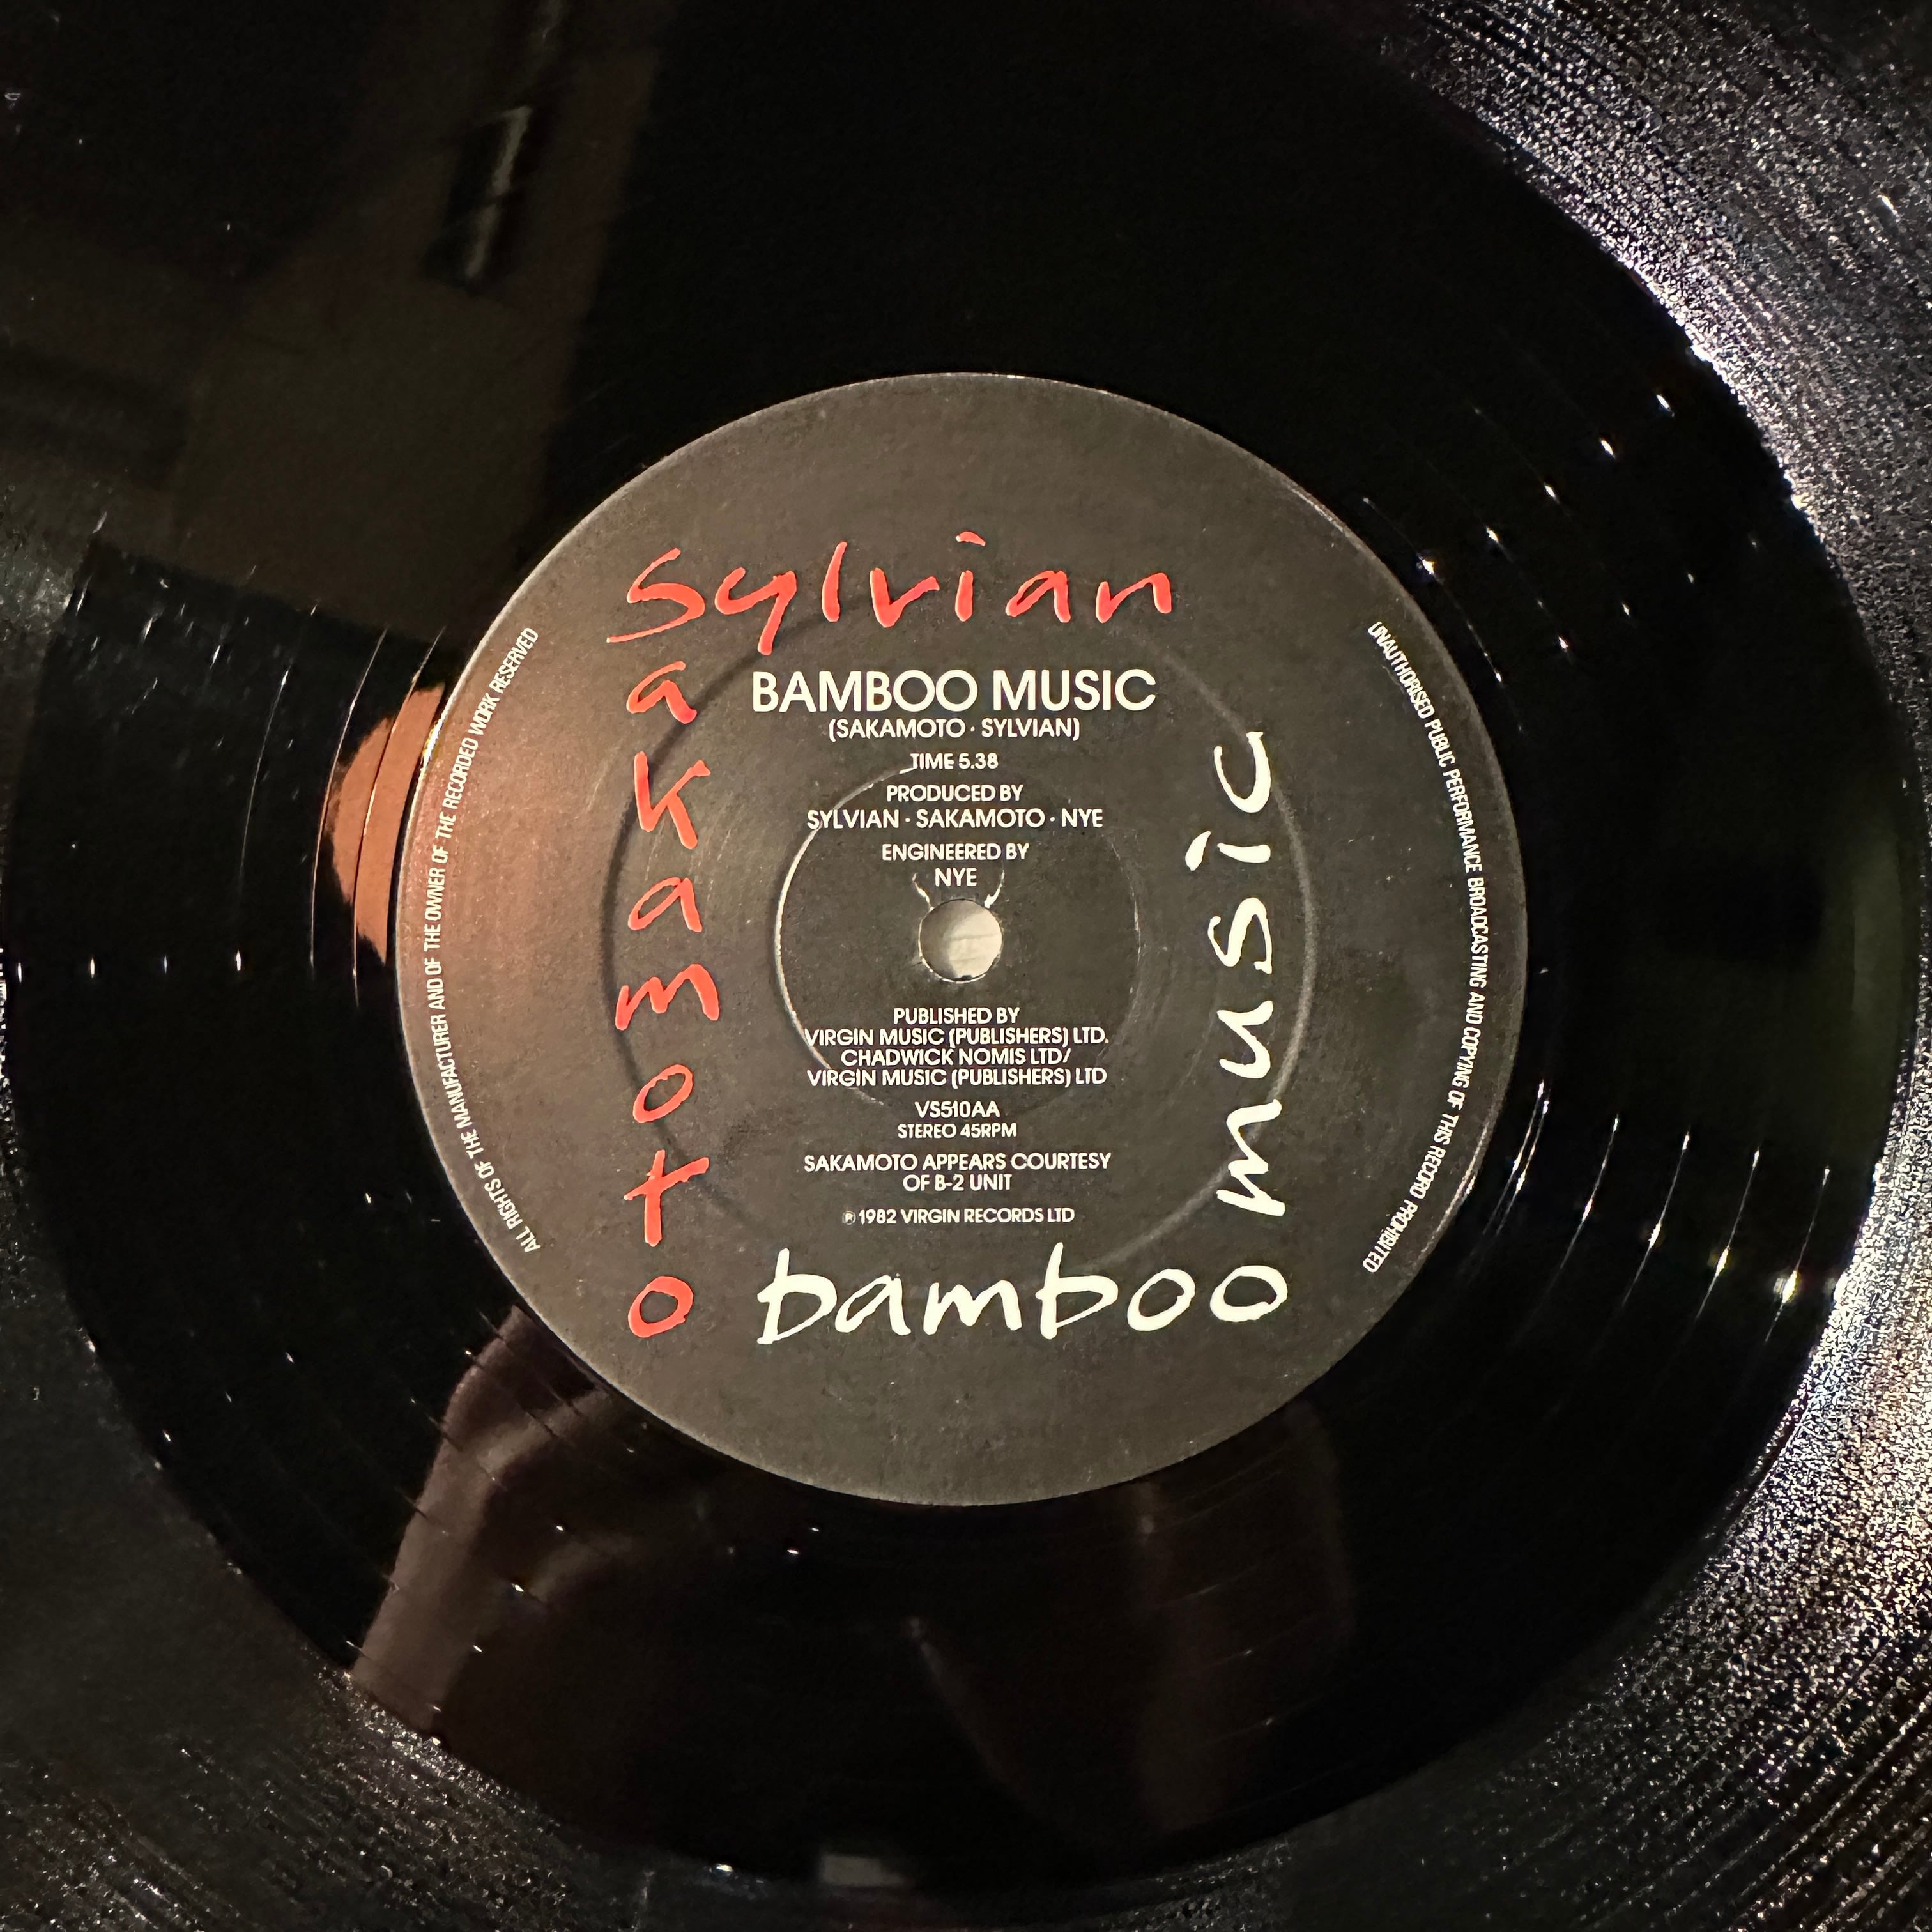 Sylvian
akamoto
BAMBOO MUSIC
(SAKAMOTO · SYLVIAN)
TIME 5.38
PRODUCED BY
SYLVIAN · SAKAMOTO · NYE
ENGINEERED BY
NYE
PUBLISHED BY
VIRGIN MUSIC (PUBLISHERS) LTD.
CHADWICK NOMIS LTD/
VIRGIN MUSIC (PUBLISHERS) LTD
VS510AA
STEREO 45RPM
SAKAMOTO APPEARS COURTESY
OF B-2 UNIT
℗ 1982 VIRGIN RECORDS LTD
bamboo
music
ALL RIGHTS OF THE MANUFACTURER AND OF THE OWNER OF THE RECORDED WORK RESERVED
UNAUTHORISED PUBLIC PERFORMANCE BROADCASTING AND COPYING OF THIS RECORD PROHIBITED